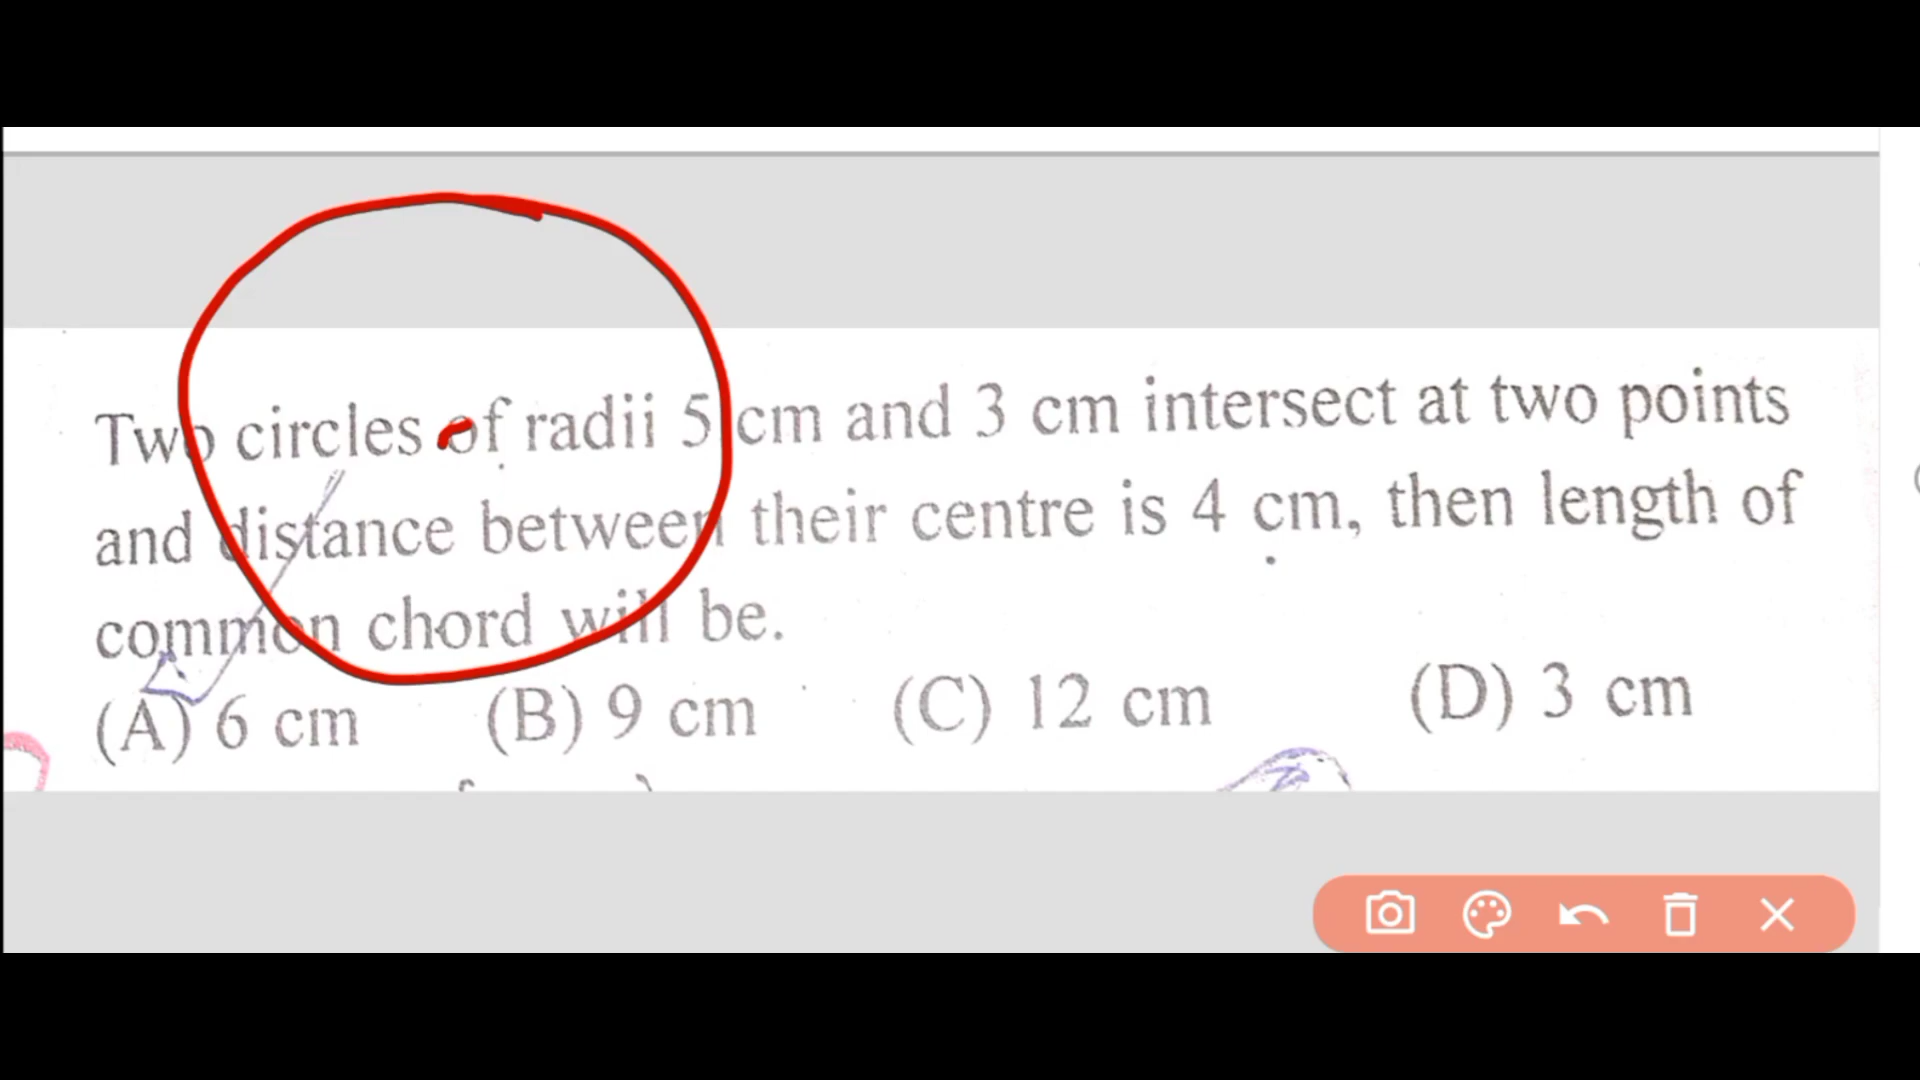 Two circles of radii 5 cm and 3 cm intersect at two points
and distance between their centre is 4 cm, then length of
common chord will be.
(A) 6 cm (B) 9 cm (C) 12 cm (D) 3 cm